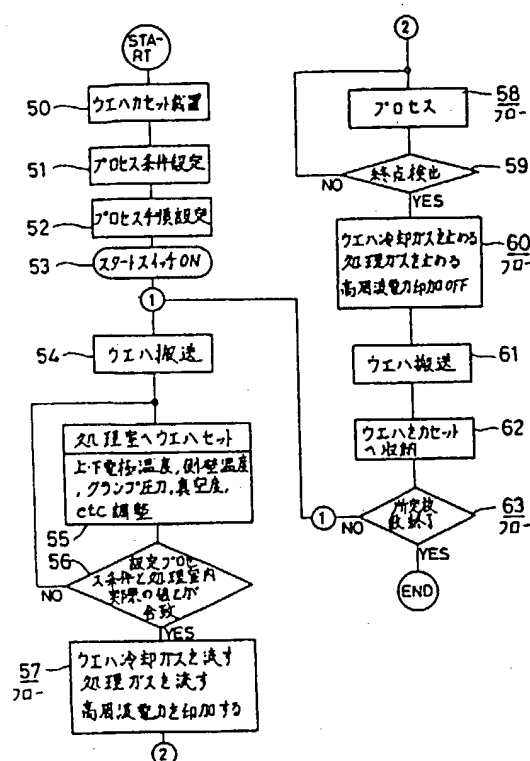 STA-
RT
50
ウエハカセット載置
51
プロセス条件設定
52
プロセス手順設定
53
スタートスイッチON
1
54
ウエハ搬送
処理室へウエハセット
上下電極温度,側壁温度
,クランプ圧力,真空度,
etc調整
55
56
設定プロセ
ス条件と処理室内
実際の値とが
合致
NO
YES
57
フロー
ウエハ冷却ガスを流す
処理ガスを流す
高周波電力を印加する
2
2
プロセス
58
フロー
終点検出
59
NO
YES
ウエハ冷却ガスを止める
処理ガスを止める
高周波電力印加OFF
60
フロー
ウエハ搬送
61
ウエハをカセット
へ収納
62
1
NO
所定枚
数終了
63
フロー
YES
END